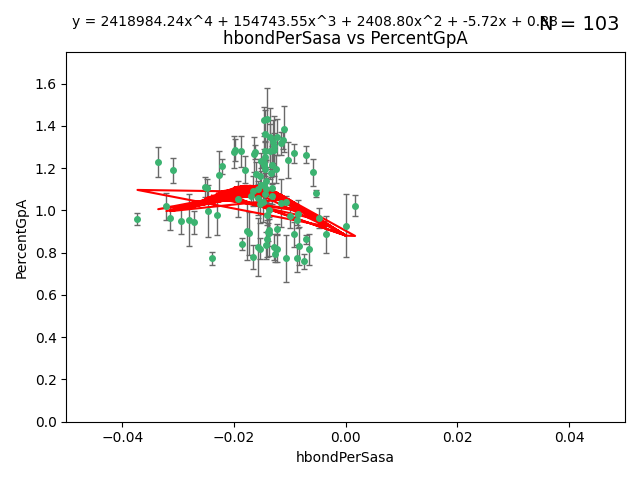 y = 2418984.24x^4 + 154743.55x^3 + 2408.80x^2 + -5.72x + 0.88
N = 103
hbondPerSasa vs PercentGpA
PercentGpA
1.6
1.4
1.2
1.0
0.8
0.6
0.4
0.2
0.0
−0.04 −0.02 0.00 0.02 0.04
hbondPerSasa